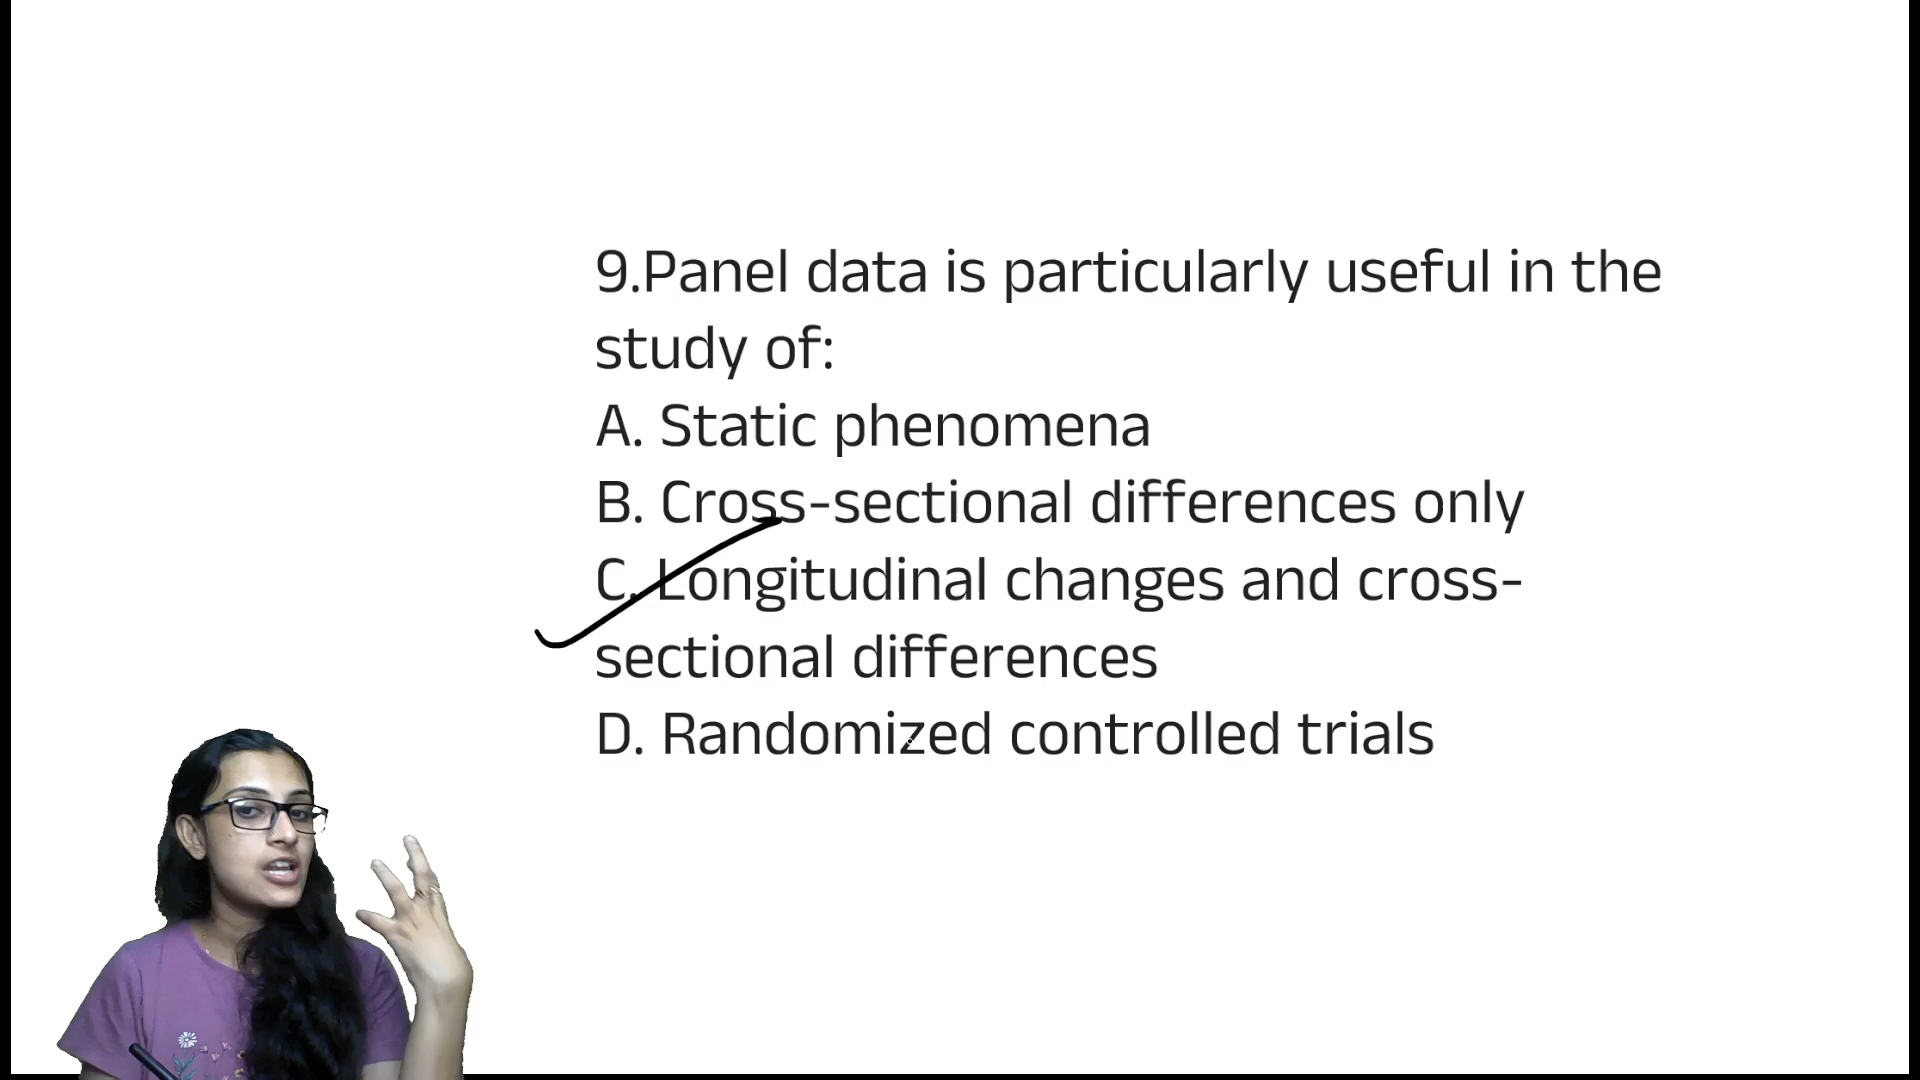 9.Panel data is particularly useful in the
study of:
A. Static phenomena
B. Cross-sectional differences only
C. Longitudinal changes and cross-
sectional differences
D. Randomized controlled trials